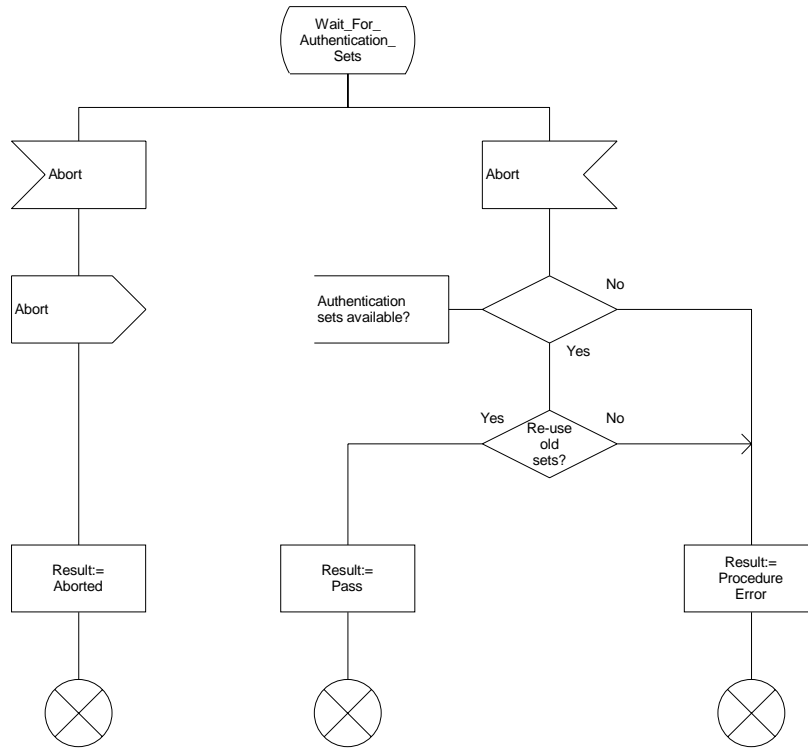 Wait_For_
Authentication_
Sets
Abort
Abort
Abort
Authentication
sets available?
No
Yes
Yes
Re-use
old
sets?
No
Result:=
Aborted
Result:=
Pass
Result:=
Procedure
Error